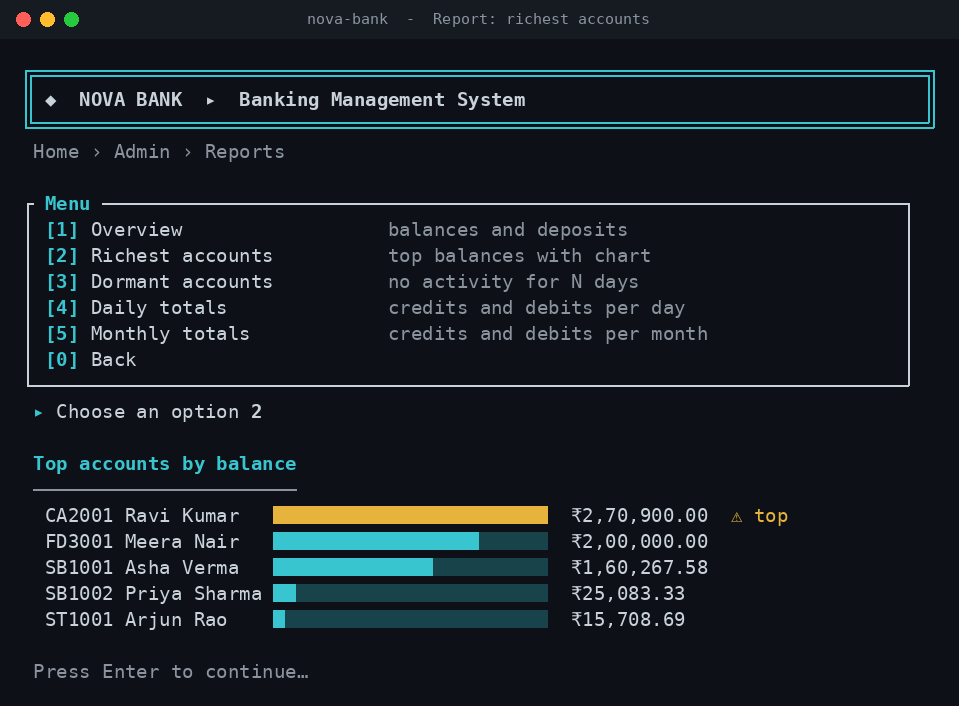 nova-bank - Report: richest accounts
◆ NOVA BANK ▸ Banking Management System
Home › Admin › Reports
Menu
[1] Overview balances and deposits
[2] Richest accounts top balances with chart
[3] Dormant accounts no activity for N days
[4] Daily totals credits and debits per day
[5] Monthly totals credits and debits per month
[0] Back
▸ Choose an option 2
Top accounts by balance
CA2001 Ravi Kumar ₹2,70,900.00 ⚠ top
FD3001 Meera Nair ₹2,00,000.00
SB1001 Asha Verma ₹1,60,267.58
SB1002 Priya Sharma ₹25,083.33
ST1001 Arjun Rao ₹15,708.69
Press Enter to continue…